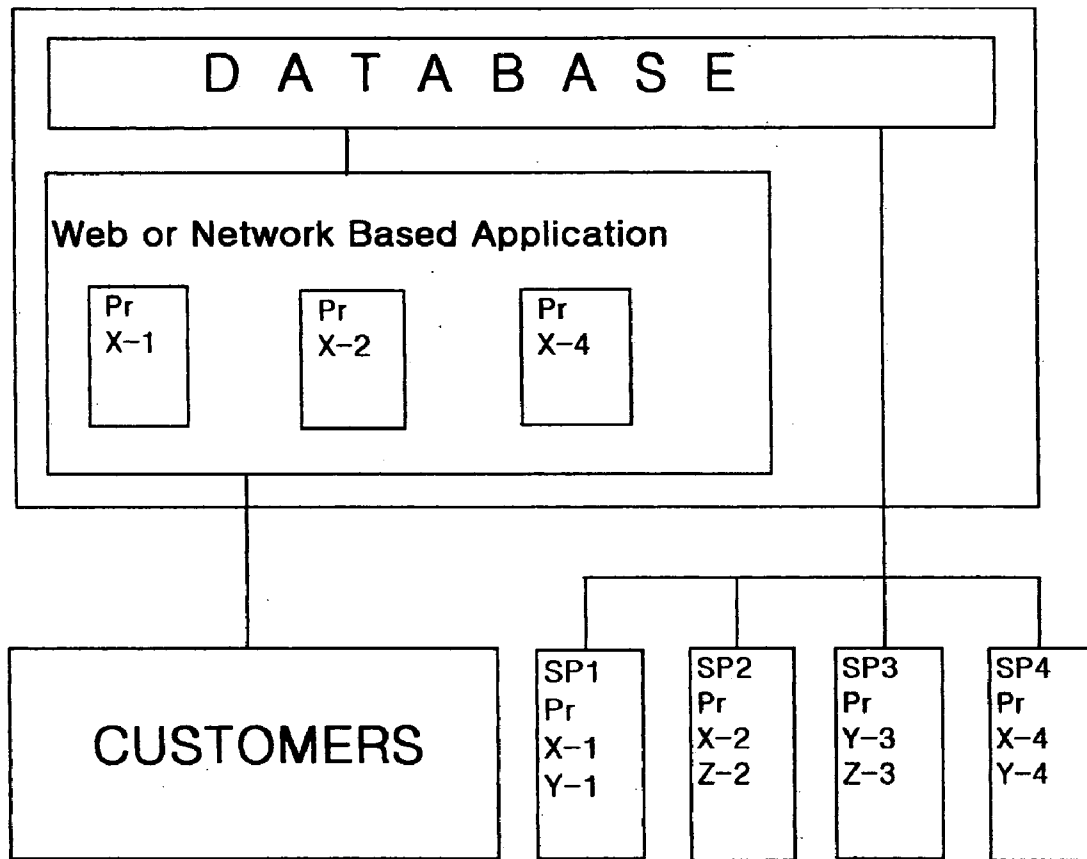 D A T A B A S E
Web or Network Based Application
Pr
X-1
Pr
X-2
Pr
X-4
CUSTOMERS
SP1
Pr
X-1
Y-1
SP2
Pr
X-2
Z-2
SP3
Pr
Y-3
Z-3
SP4
Pr
X-4
Y-4